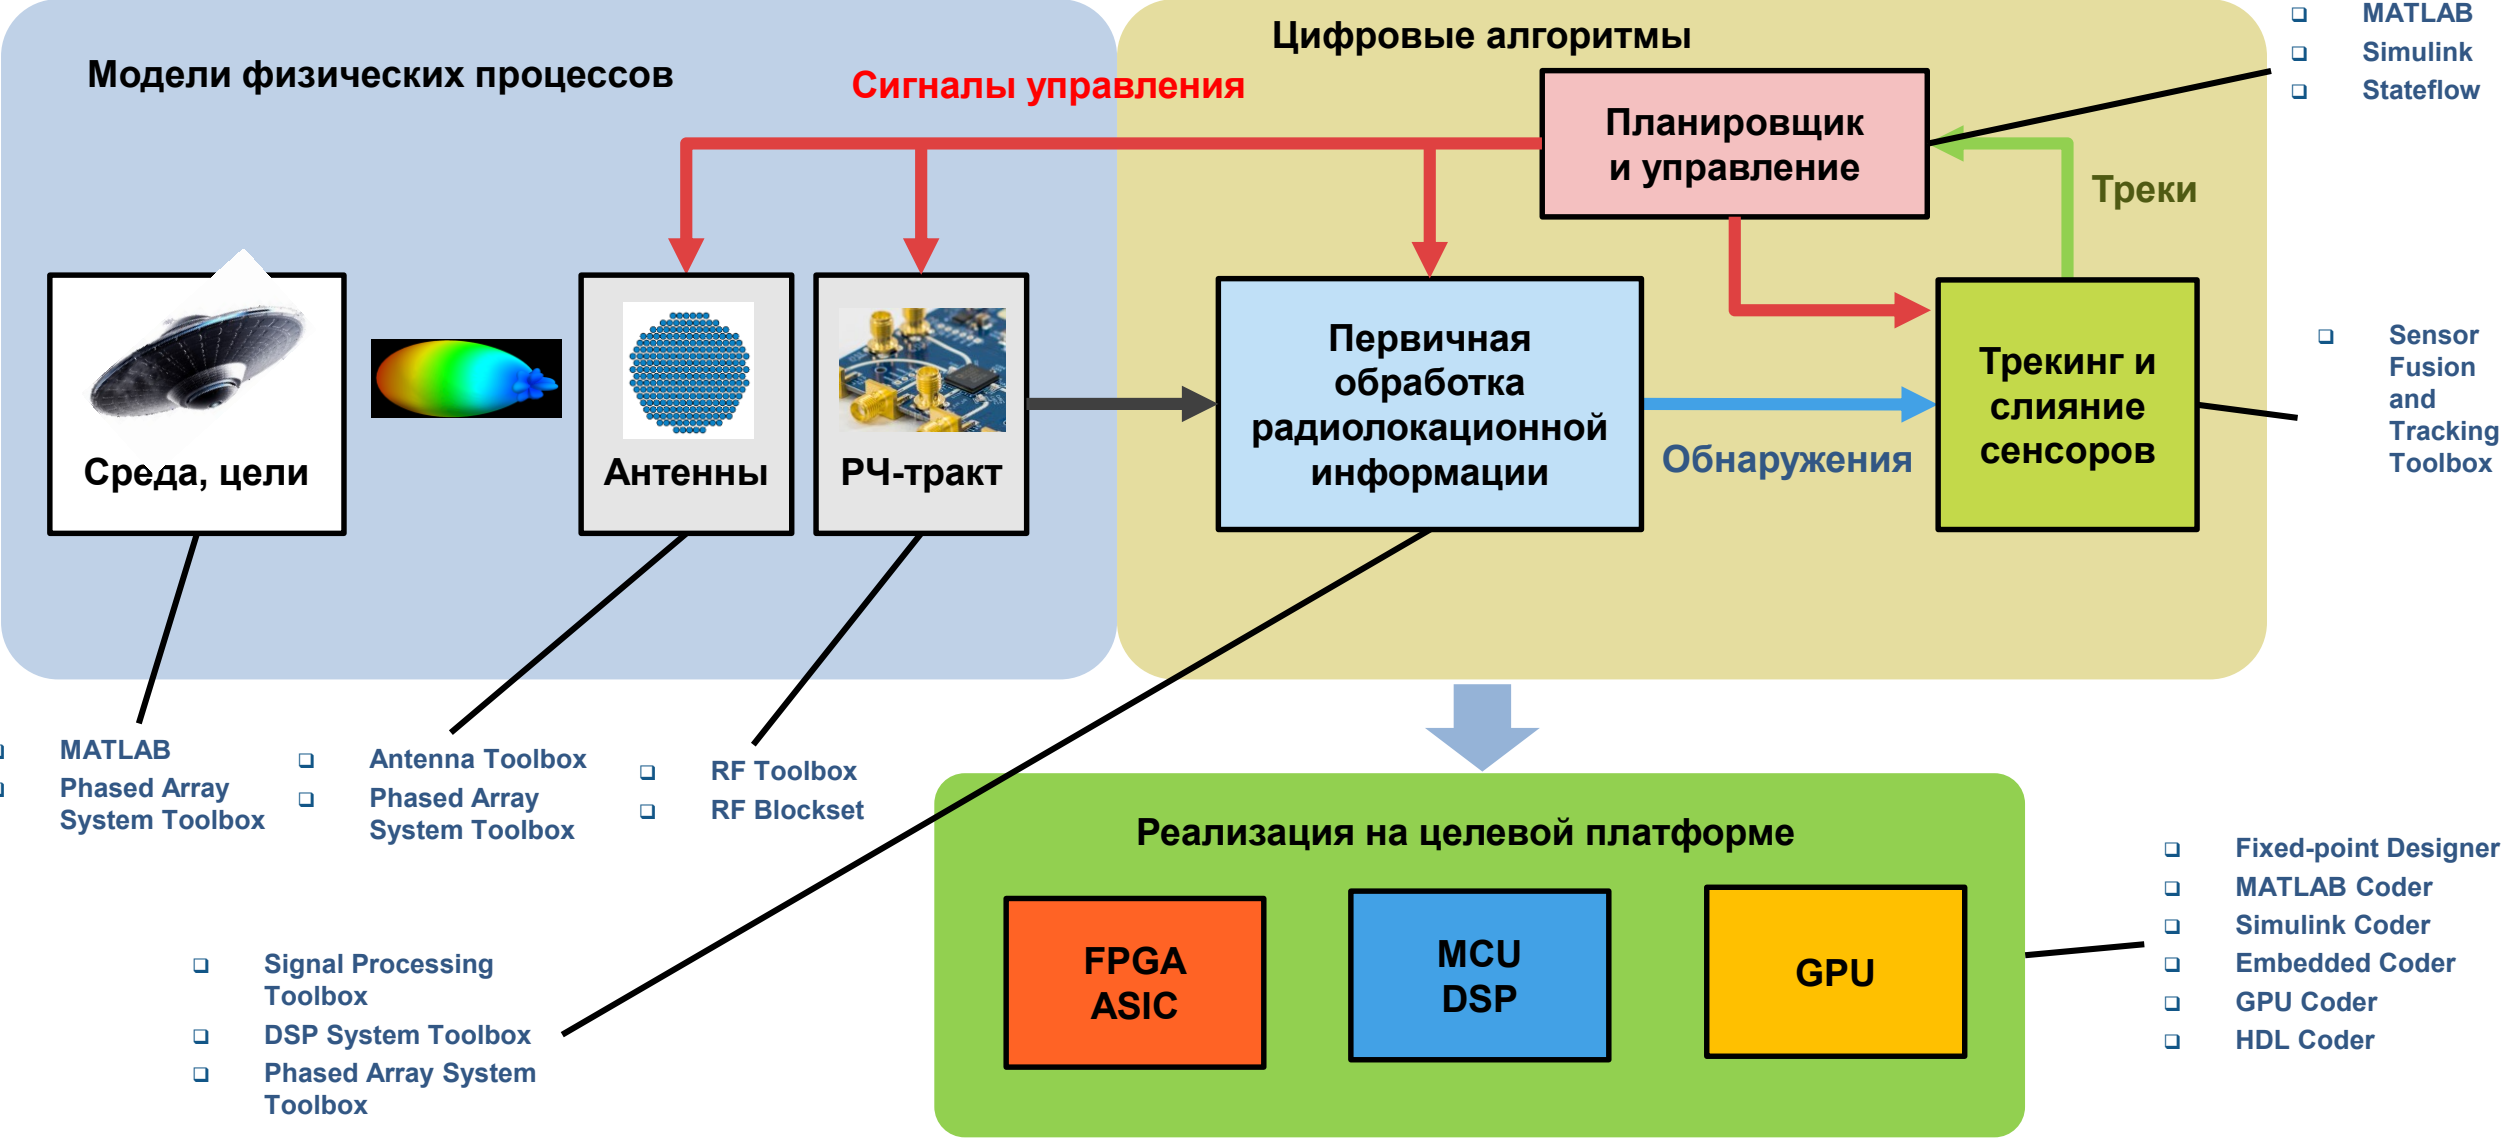 Модели физических процессов
Цифровые алгоритмы
Сигналы управления
Планировщик
и управление
MATLAB
Simulink
Stateflow
Треки
Среда, цели
Антенны
РЧ-тракт
Первичная
обработка
радиолокационной
информации
Обнаружения
Трекинг и
слияние
сенсоров
Sensor
Fusion
and
Tracking
Toolbox
MATLAB
Phased Array
System Toolbox
Antenna Toolbox
Phased Array
System Toolbox
RF Toolbox
RF Blockset
Signal Processing
Toolbox
DSP System Toolbox
Phased Array System
Toolbox
Реализация на целевой платформе
FPGA
ASIC
MCU
DSP
GPU
Fixed-point Designer
MATLAB Coder
Simulink Coder
Embedded Coder
GPU Coder
HDL Coder